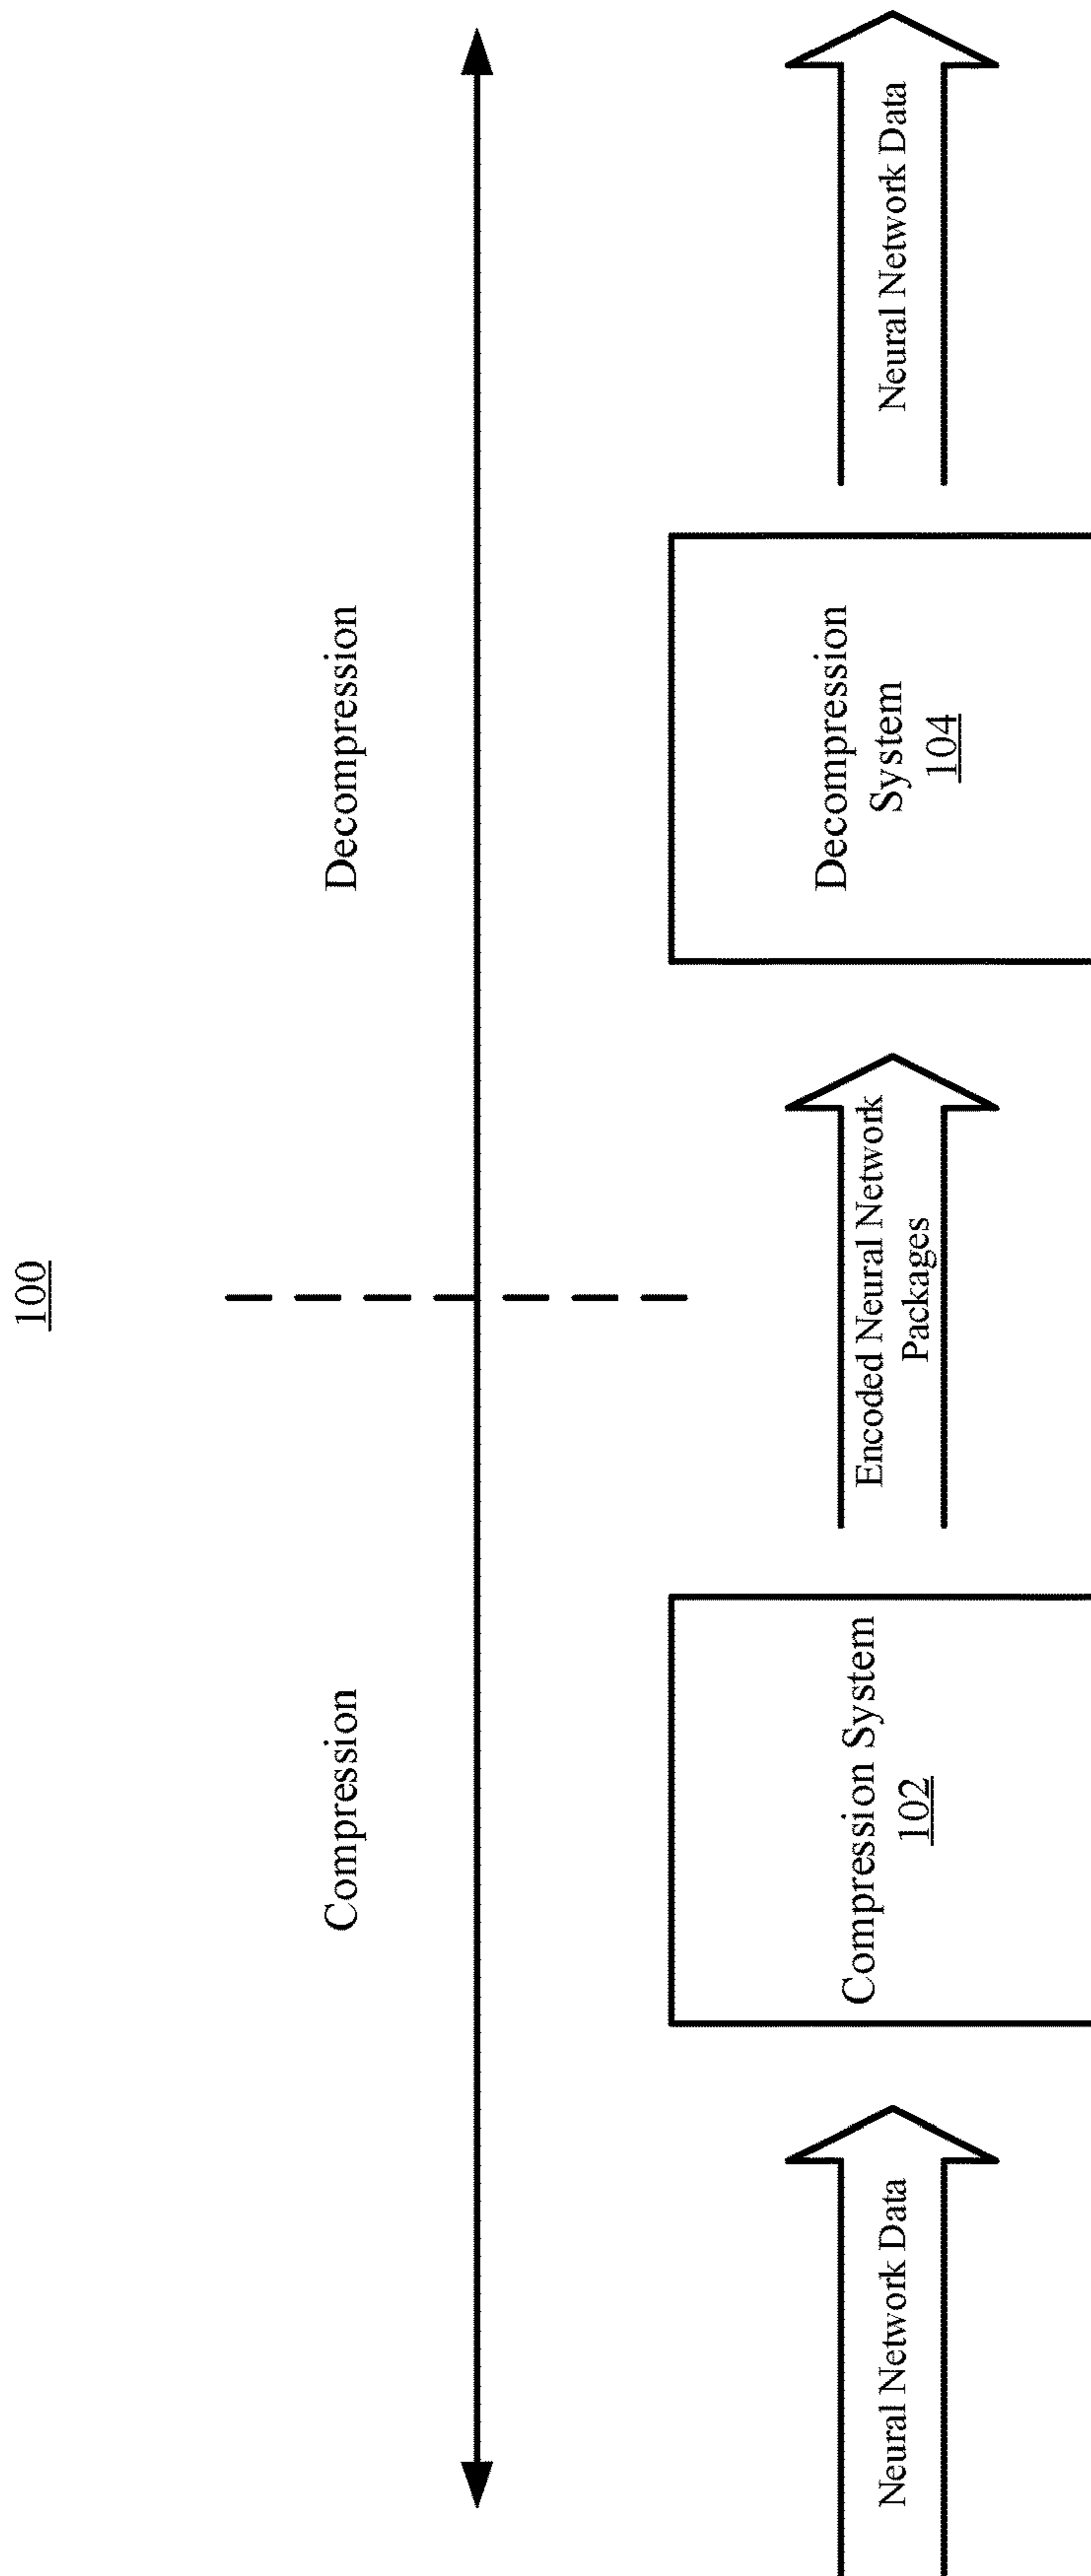 100
Compression
Decompression
Neural Network Data
Compression System
102
Encoded Neural Network
Packages
Decompression
System
104
Neural Network Data